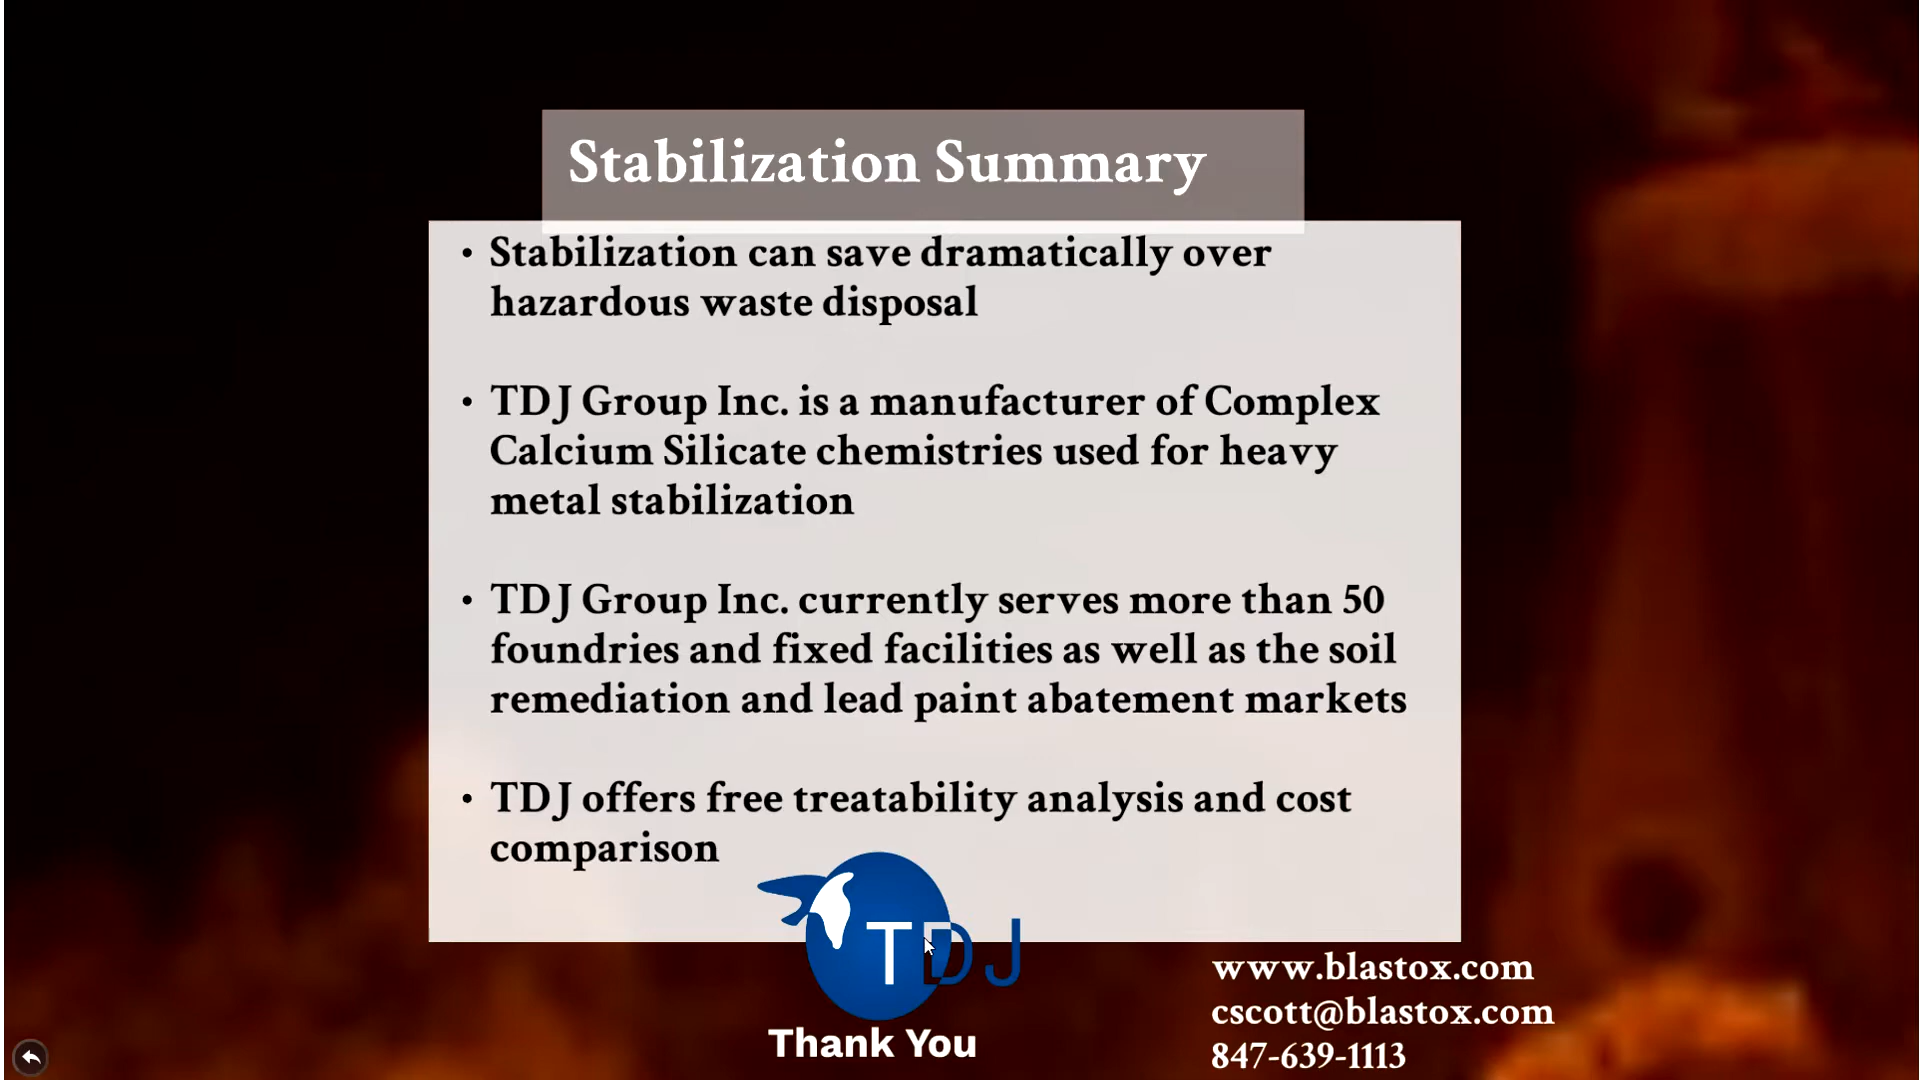 Stabilization Summary
• Stabilization can save dramatically over
hazardous waste disposal
• TDJ Group Inc. is a manufacturer of Complex
Calcium Silicate chemistries used for heavy
metal stabilization
• TDJ Group Inc. currently serves more than 50
foundries and fixed facilities as well as the soil
remediation and lead paint abatement markets
• TDJ offers free treatability analysis and cost
comparison
TDJ
Thank You
www.blastox.com
cscott@blastox.com
847-639-1113